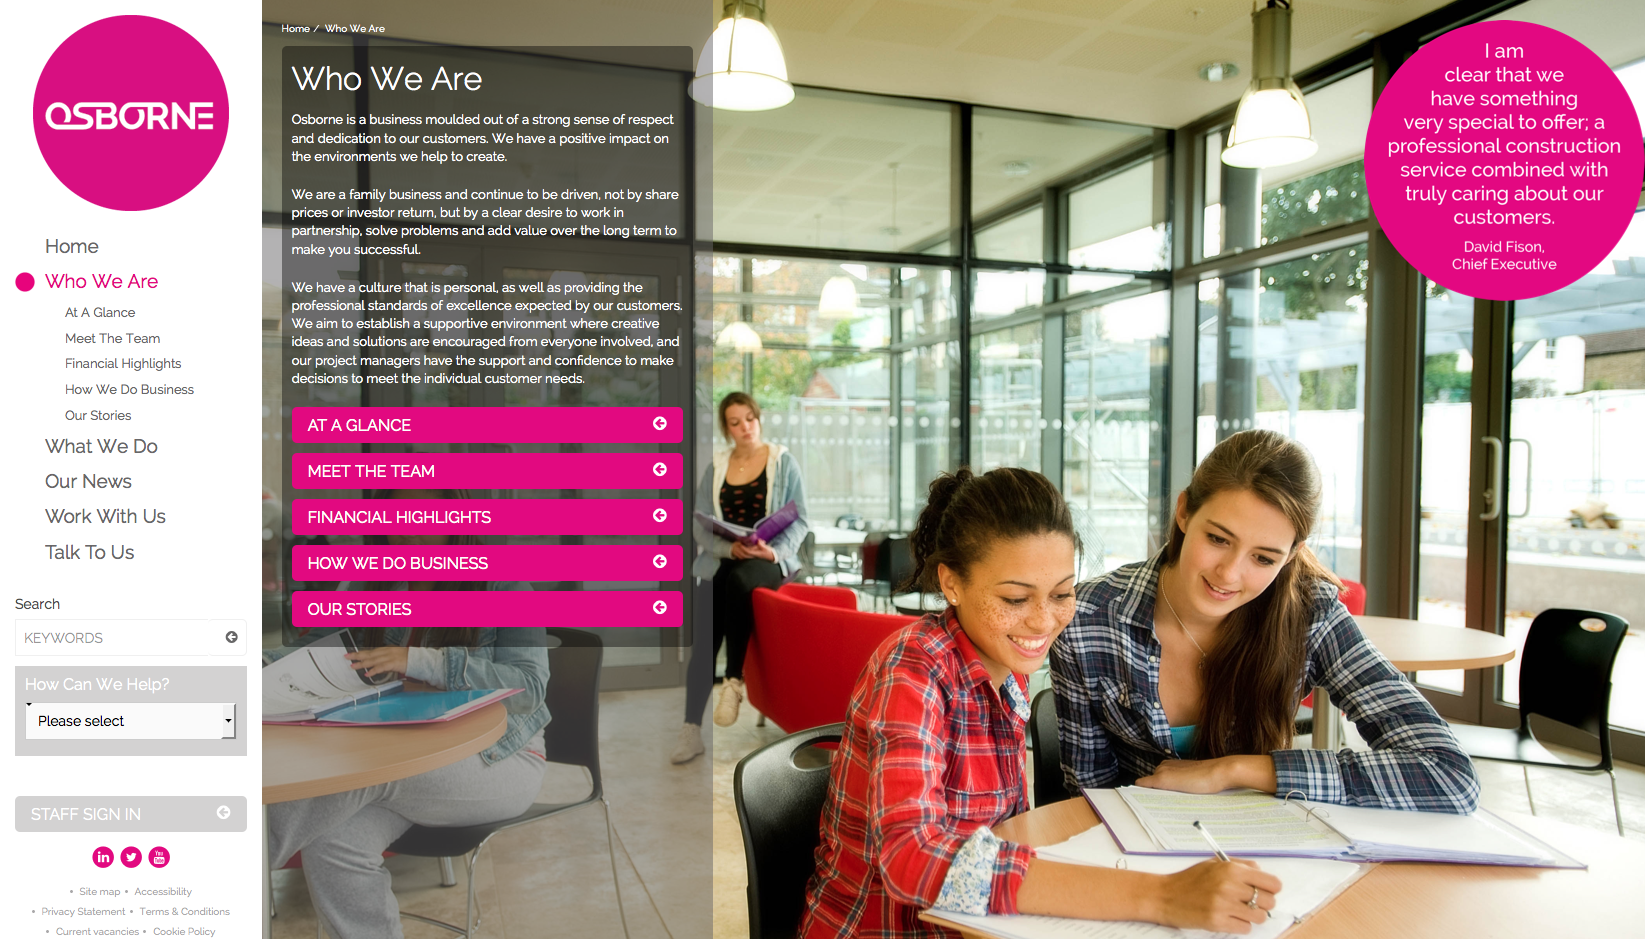 OSBORNE
Home
Who We Are
At A Glance
Meet The Team
Financial Highlights
How We Do Business
Our Stories
What We Do
Our News
Work With Us
Talk To Us
Search
KEYWORDS
How Can We Help?
Please select
STAFF SIGN IN
in
You
Tube
• Site map • Accessibility
• Privacy Statement • Terms & Conditions
• Current vacancies • Cookie Policy
Home / Who We Are
Who We Are
Osborne is a business moulded out of a strong sense of respect
and dedication to our customers. We have a positive impact on
the environments we help to create.
We are a family business and continue to be driven, not by share
prices or investor return, but by a clear desire to work in
partnership, solve problems and add value over the long term to
make you successful.
We have a culture that is personal, as well as providing the
professional standards of excellence expected by our customers.
We aim to establish a supportive environment where creative
ideas and solutions are encouraged from everyone involved, and
our project managers have the support and confidence to make
decisions to meet the individual customer needs.
AT A GLANCE
MEET THE TEAM
FINANCIAL HIGHLIGHTS
HOW WE DO BUSINESS
OUR STORIES
I am
clear that we
have something
very special to offer; a
professional construction
service combined with
truly caring about our
customers.
David Fison,
Chief Executive